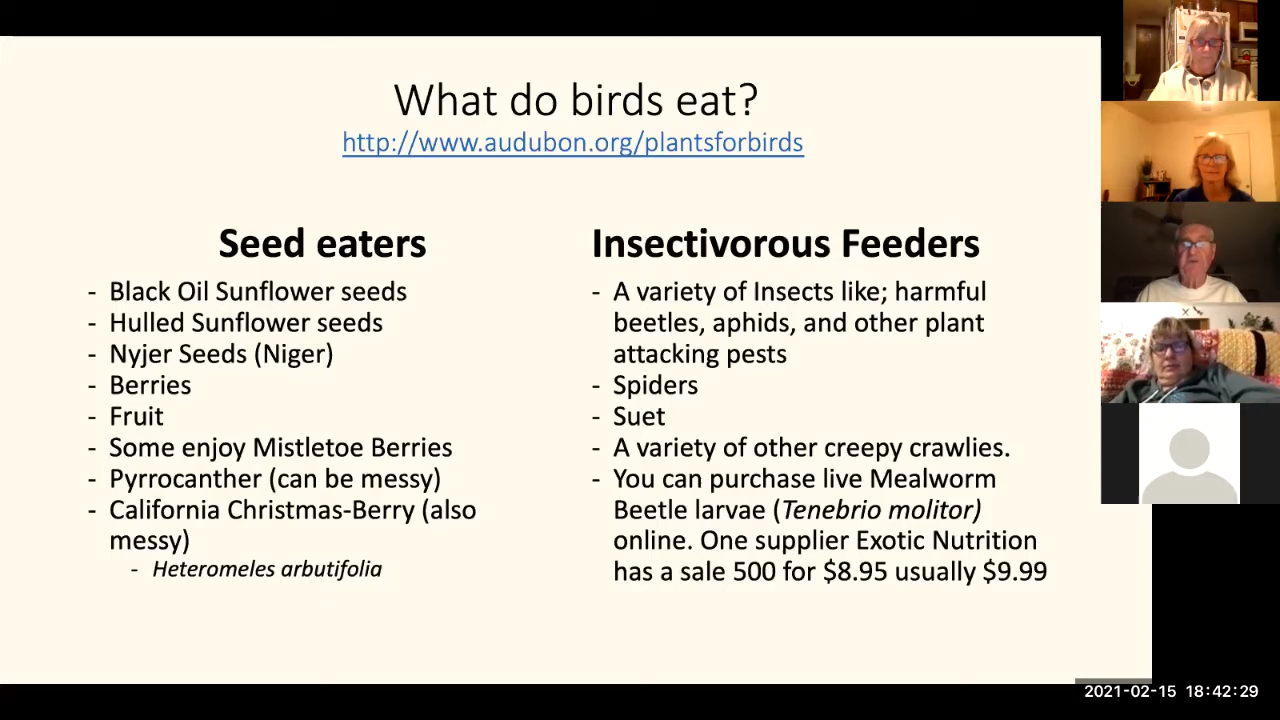 What do birds eat?
http://www.audubon.org/plantsforbirds
Seed eaters
- Black Oil Sunflower seeds
- Hulled Sunflower seeds
- Nyjer Seeds (Niger)
- Berries
- Fruit
- Some enjoy Mistletoe Berries
- Pyrrocanther (can be messy)
- California Christmas-Berry (also
messy)
- Heteromeles arbutifolia
Insectivorous Feeders
- A variety of Insects like; harmful
beetles, aphids, and other plant
attacking pests
- Spiders
- Suet
- A variety of other creepy crawlies.
- You can purchase live Mealworm
Beetle larvae (Tenebrio molitor)
online. One supplier Exotic Nutrition
has a sale 500 for $8.95 usually $9.99
2021-02-15 18:42:29